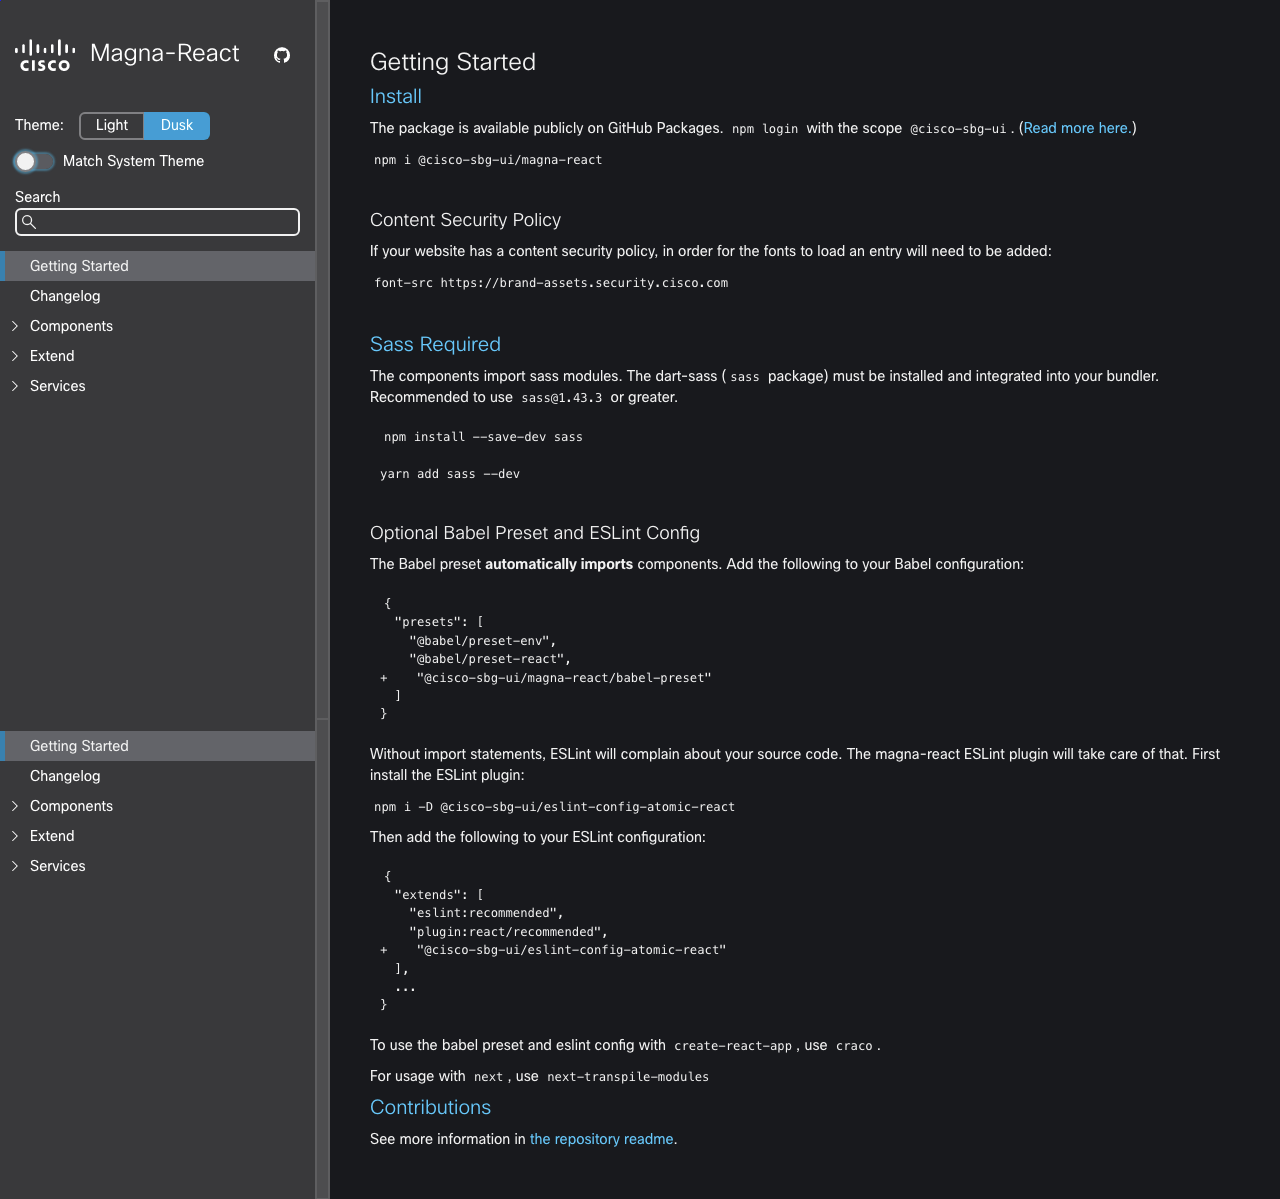 cisco
Magna-React
Theme:
Light
Dusk
Match System Theme
Search
Getting Started
Changelog
Components
Extend
Services
Getting Started
Changelog
Components
Extend
Services
Getting Started
Install
The package is available publicly on GitHub Packages. npm login with the scope @cisco-sbg-ui. (Read more here.)
npm i @cisco-sbg-ui/magna-react
Content Security Policy
If your website has a content security policy, in order for the fonts to load an entry will need to be added:
font-src https://brand-assets.security.cisco.com
Sass Required
The components import sass modules. The dart-sass ( sass package) must be installed and integrated into your bundler.
Recommended to use sass@1.43.3 or greater.
npm install --save-dev sass
yarn add sass --dev
Optional Babel Preset and ESLint Config
The Babel preset automatically imports components. Add the following to your Babel configuration:
{
"presets": [
"@babel/preset-env",
"@babel/preset-react",
+    "@cisco-sbg-ui/magna-react/babel-preset"
]
}
Without import statements, ESLint will complain about your source code. The magna-react ESLint plugin will take care of that. First
install the ESLint plugin:
npm i -D @cisco-sbg-ui/eslint-config-atomic-react
Then add the following to your ESLint configuration:
{
"extends": [
"eslint:recommended",
"plugin:react/recommended",
+    "@cisco-sbg-ui/eslint-config-atomic-react"
],
...
}
To use the babel preset and eslint config with create-react-app, use craco.
For usage with next, use next-transpile-modules
Contributions
See more information in the repository readme.